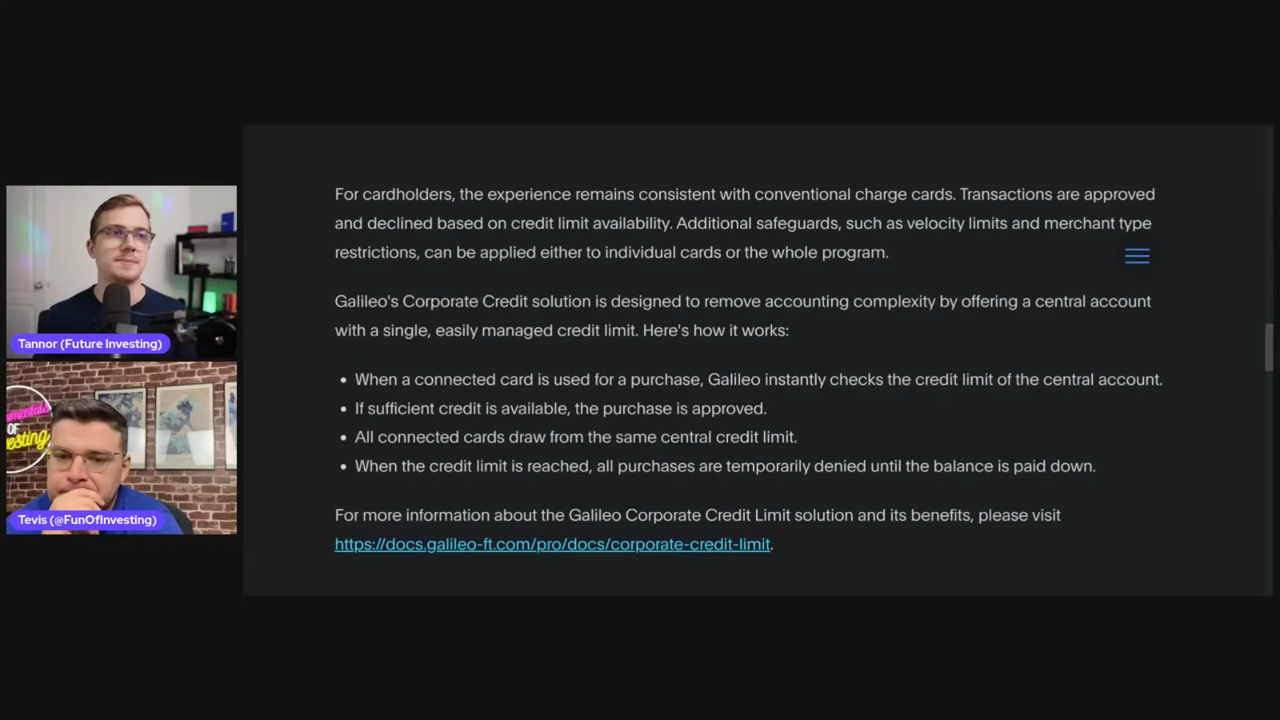 For cardholders, the experience remains consistent with conventional charge cards. Transactions are approved
and declined based on credit limit availability. Additional safeguards, such as velocity limits and merchant type
restrictions, can be applied either to individual cards or the whole program.
Galileo's Corporate Credit solution is designed to remove accounting complexity by offering a central account
with a single, easily managed credit limit. Here's how it works:
• When a connected card is used for a purchase, Galileo instantly checks the credit limit of the central account.
• If sufficient credit is available, the purchase is approved.
• All connected cards draw from the same central credit limit.
• When the credit limit is reached, all purchases are temporarily denied until the balance is paid down.
For more information about the Galileo Corporate Credit Limit solution and its benefits, please visit
https://docs.galileo-ft.com/pro/docs/corporate-credit-limit.
Tannor (Future Investing)
OF
Tevis (@FunOfInvesting)